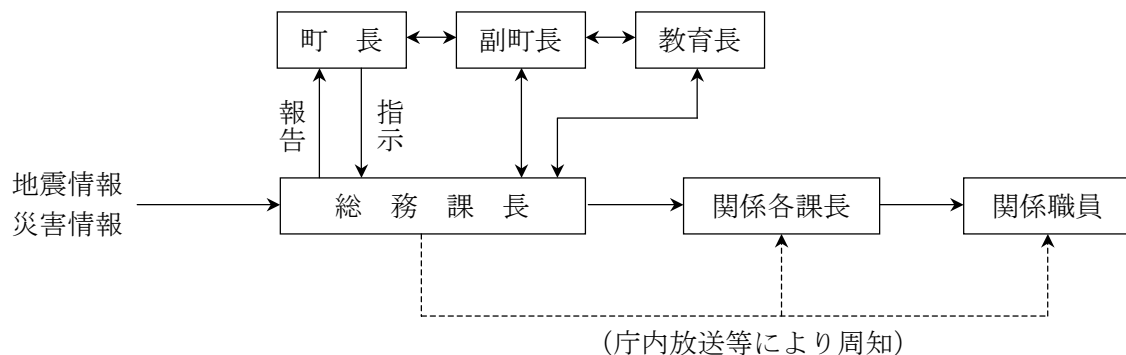 町　長
副町長
教育長
報告
指示
地震情報
災害情報
総　務　課　長
関係各課長
関係職員
（庁内放送等により周知）